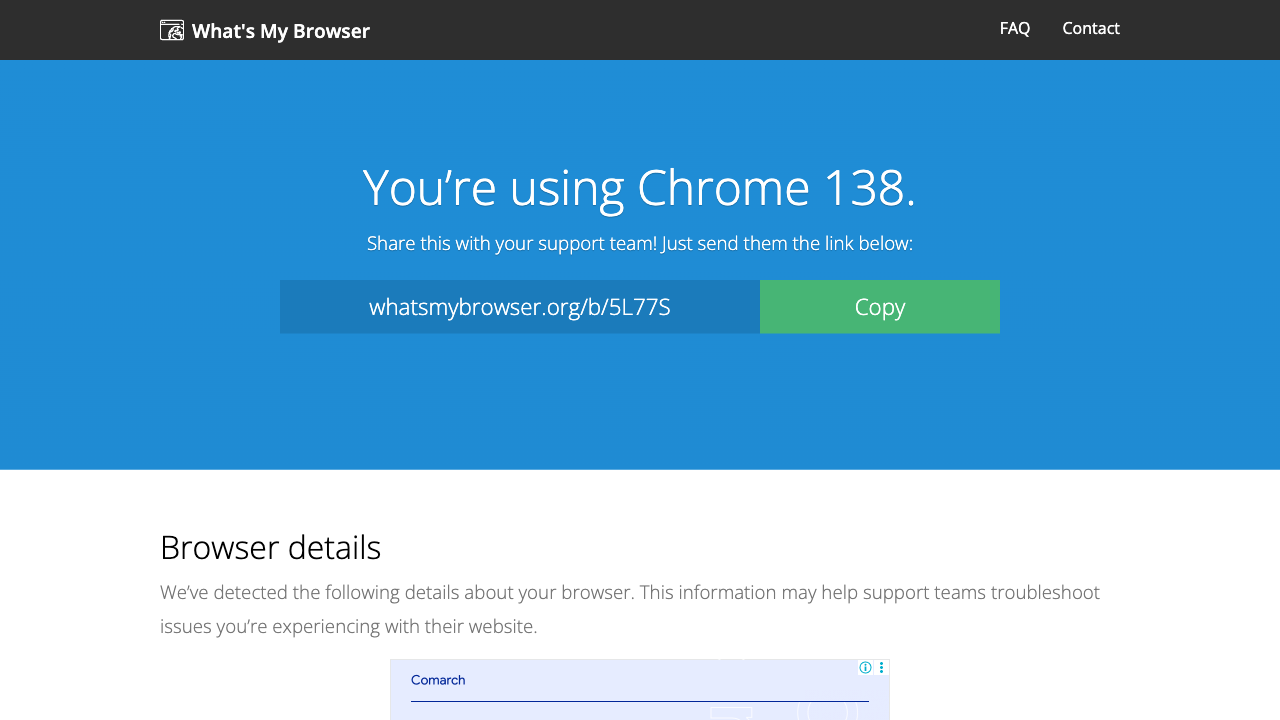 What's My Browser
FAQ
Contact
You’re using Chrome 138.
Share this with your support team! Just send them the link below:
whatsmybrowser.org/b/5L77S
Copy
Browser details
We’ve detected the following details about your browser. This information may help support teams troubleshoot
issues you’re experiencing with their website.
Comarch